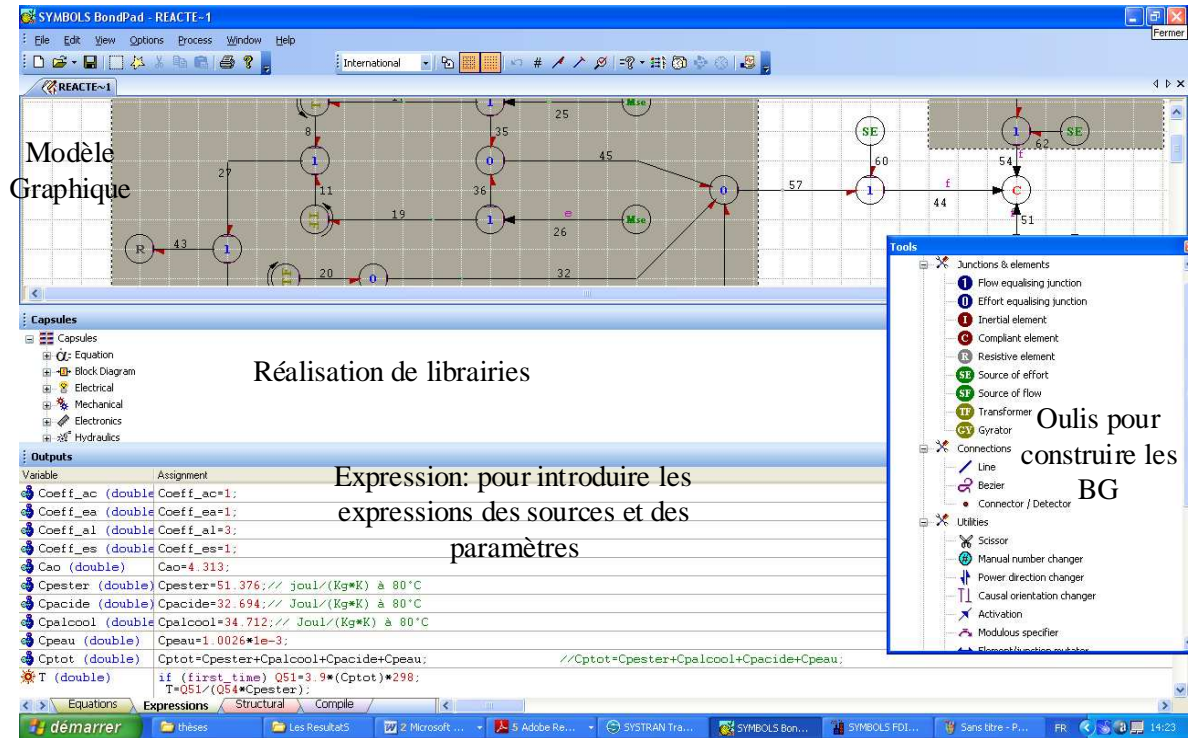 SYMBOLS BondPad - REACTE~1
Fermer
File Edit View Options Process Window Help
International
REACTE~1
Modèle
Graphique
8
1
27
11
R
43
1
35
0
36
1
19
20
0
Mse
25
45
e
26
Mse
32
0
57
SE
60
1
f
44
1
SE
62
54
f
C
51
Capsules
Capsules
Equation
Block Diagram
Electrical
Mechanical
Electronics
Hydraulics
Réalisation de librairies
Tools
Junctions & elements
1 Flow equalising junction
0 Effort equalising junction
I Inertial element
C Compliant element
R Resistive element
SE Source of effort
SF Source of flow
TF Transformer
GY Gyrator
Connections
Line
Bezier
Connector / Detector
Utilities
Scissor
Manual number changer
Power direction changer
Causal orientation changer
Activation
Modulous specifier
Element/junction mutator
Oulis pour
construire les
BG
Outputs
Variable Assignment
Expression: pour introduire les
expressions des sources et des
paramètres
Coeff_ac (double Coeff_ac=1;
Coeff_ea (double Coeff_ea=1;
Coeff_al (double Coeff_al=3;
Coeff_es (double Coeff_es=1;
Cao (double) Cao=4.313;
Cpester (double) Cpester=51.376;// joul/(Kg*K) à 80°C
Cpacide (double) Cpacide=32.694;// Joul/(Kg*K) à 80°C
Cpalcool (double) Cpalcool=34.712;// Joul/(Kg*K) à 80°C
Cpeau (double) Cpeau=1.0026*1e-3;
Cptot (double) Cptot=Cpester+Cpalcool+Cpacide+Cpeau; //Cptot=Cpester+Cpalcool+Cpacide+Cpeau;
T (double) if (first_time) Q51=3.9*(Cptot)*298;
T=Q51/(Q54*Cpester);
Equations Expressions Structural Compile
démarrer thèses Les ResultatS 2 Microsoft ... 5 Adobe Re... SYSTRAN Tra... SYMBOLS Bon... SYMBOLS FDI... Sans titre - P... FR 14:23